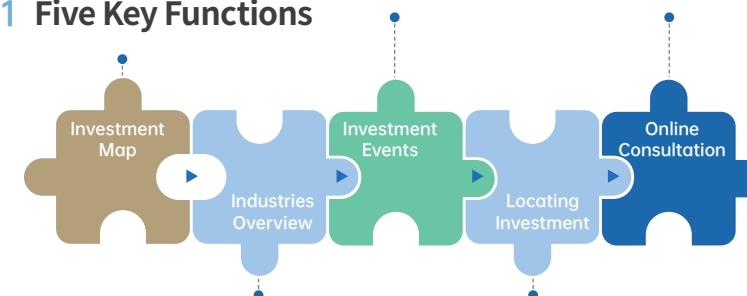 1 Five Key Functions
Investment
Map
Industries
Overview
Investment
Events
Locating
Investment
Online
Consultation